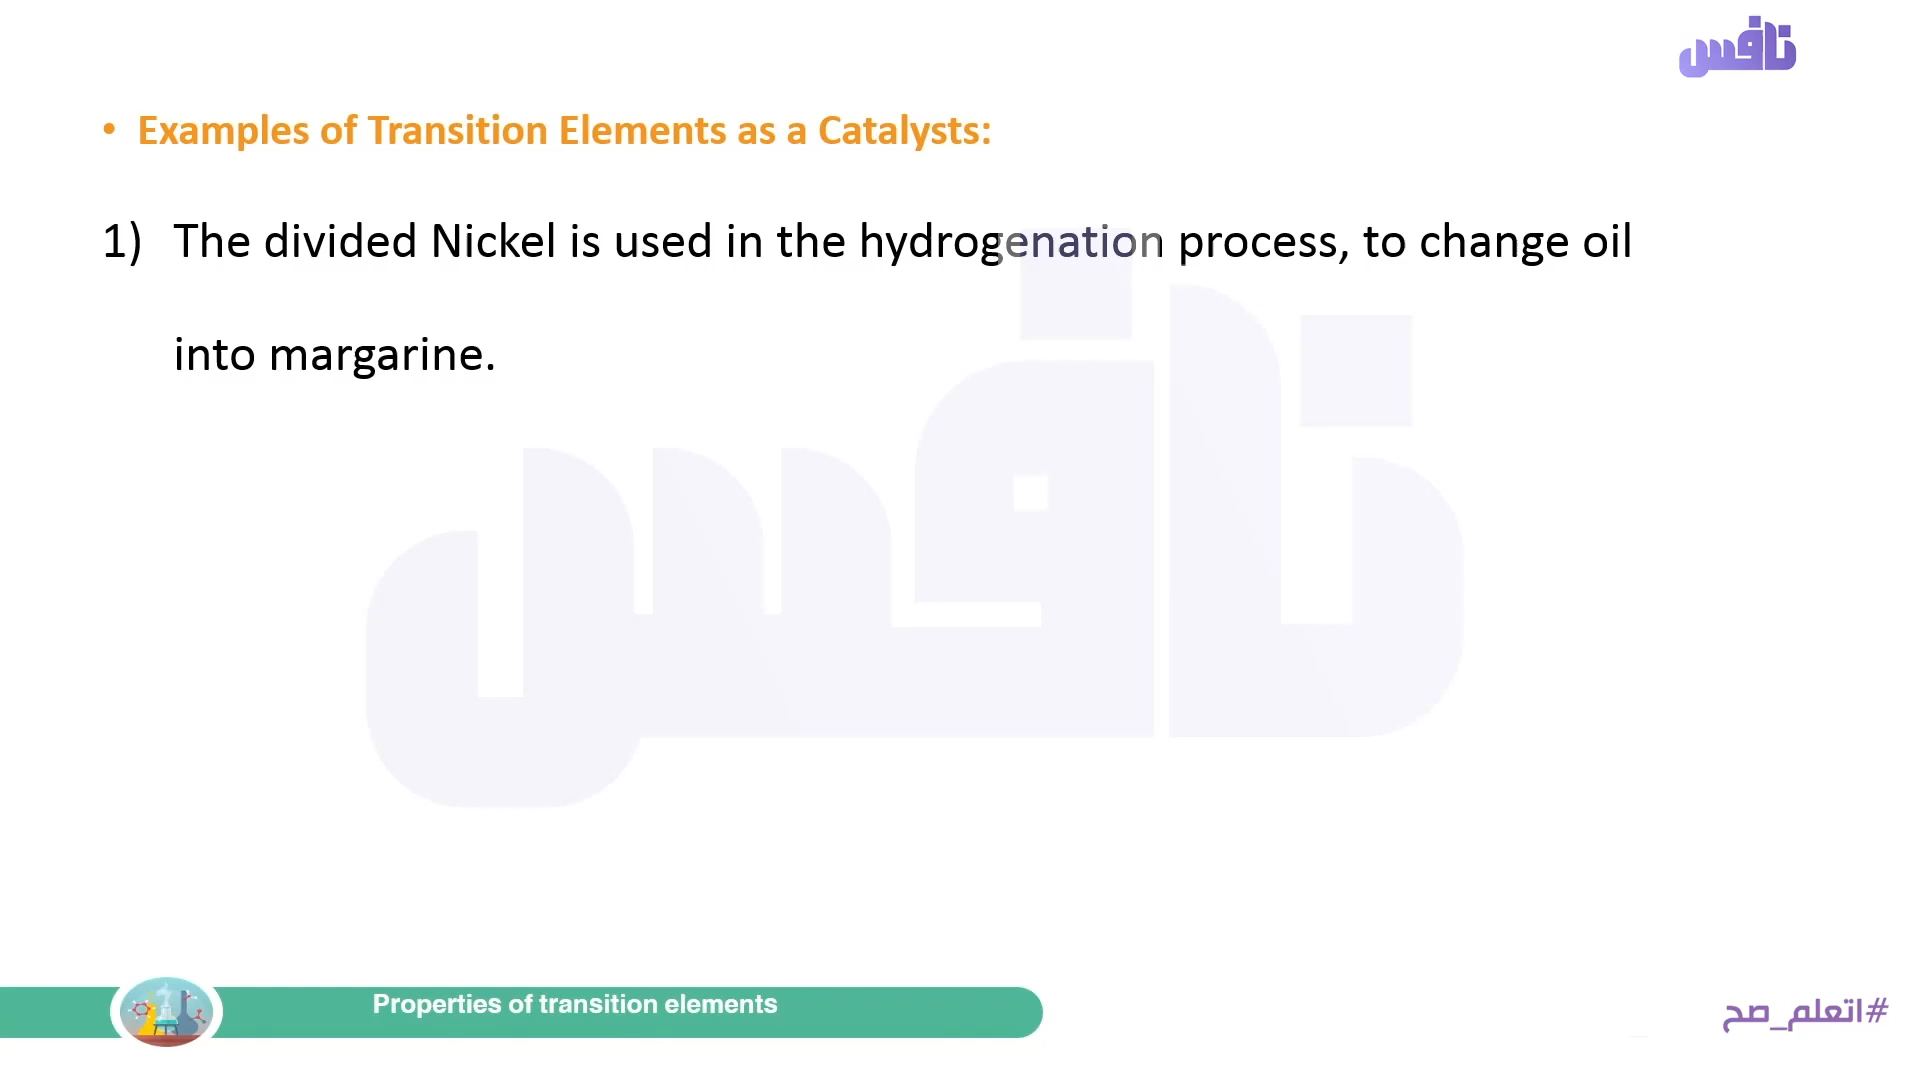 نافس
• Examples of Transition Elements as a Catalysts:
1) The divided Nickel is used in the hydrogenation process, to change oil
into margarine.
نافس
Properties of transition elements
#اتعلم_صح